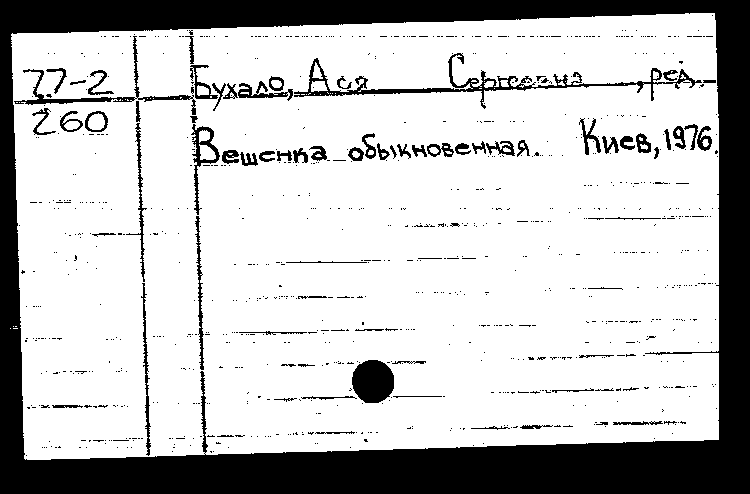 77-2
260
Бухало, Ася Сергеевна, ред.
Вешенка обыкновенная. Киев, 1976.